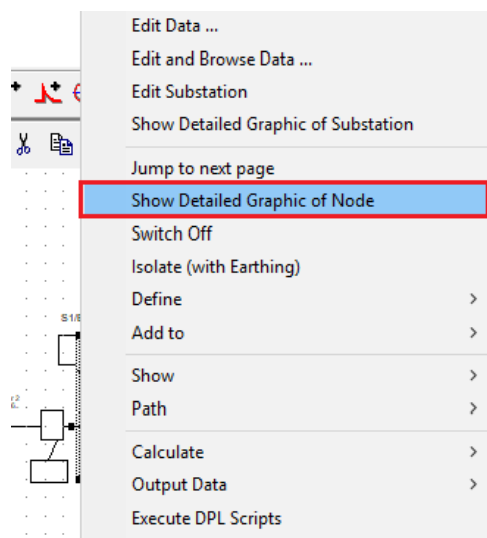 Edit Data ...
Edit and Browse Data ...
Edit Substation
Show Detailed Graphic of Substation
Jump to next page
Show Detailed Graphic of Node
Switch Off
Isolate (with Earthing)
Define
S1/
Add to
Show
Path
Calculate
Output Data
Execute DPL Scripts